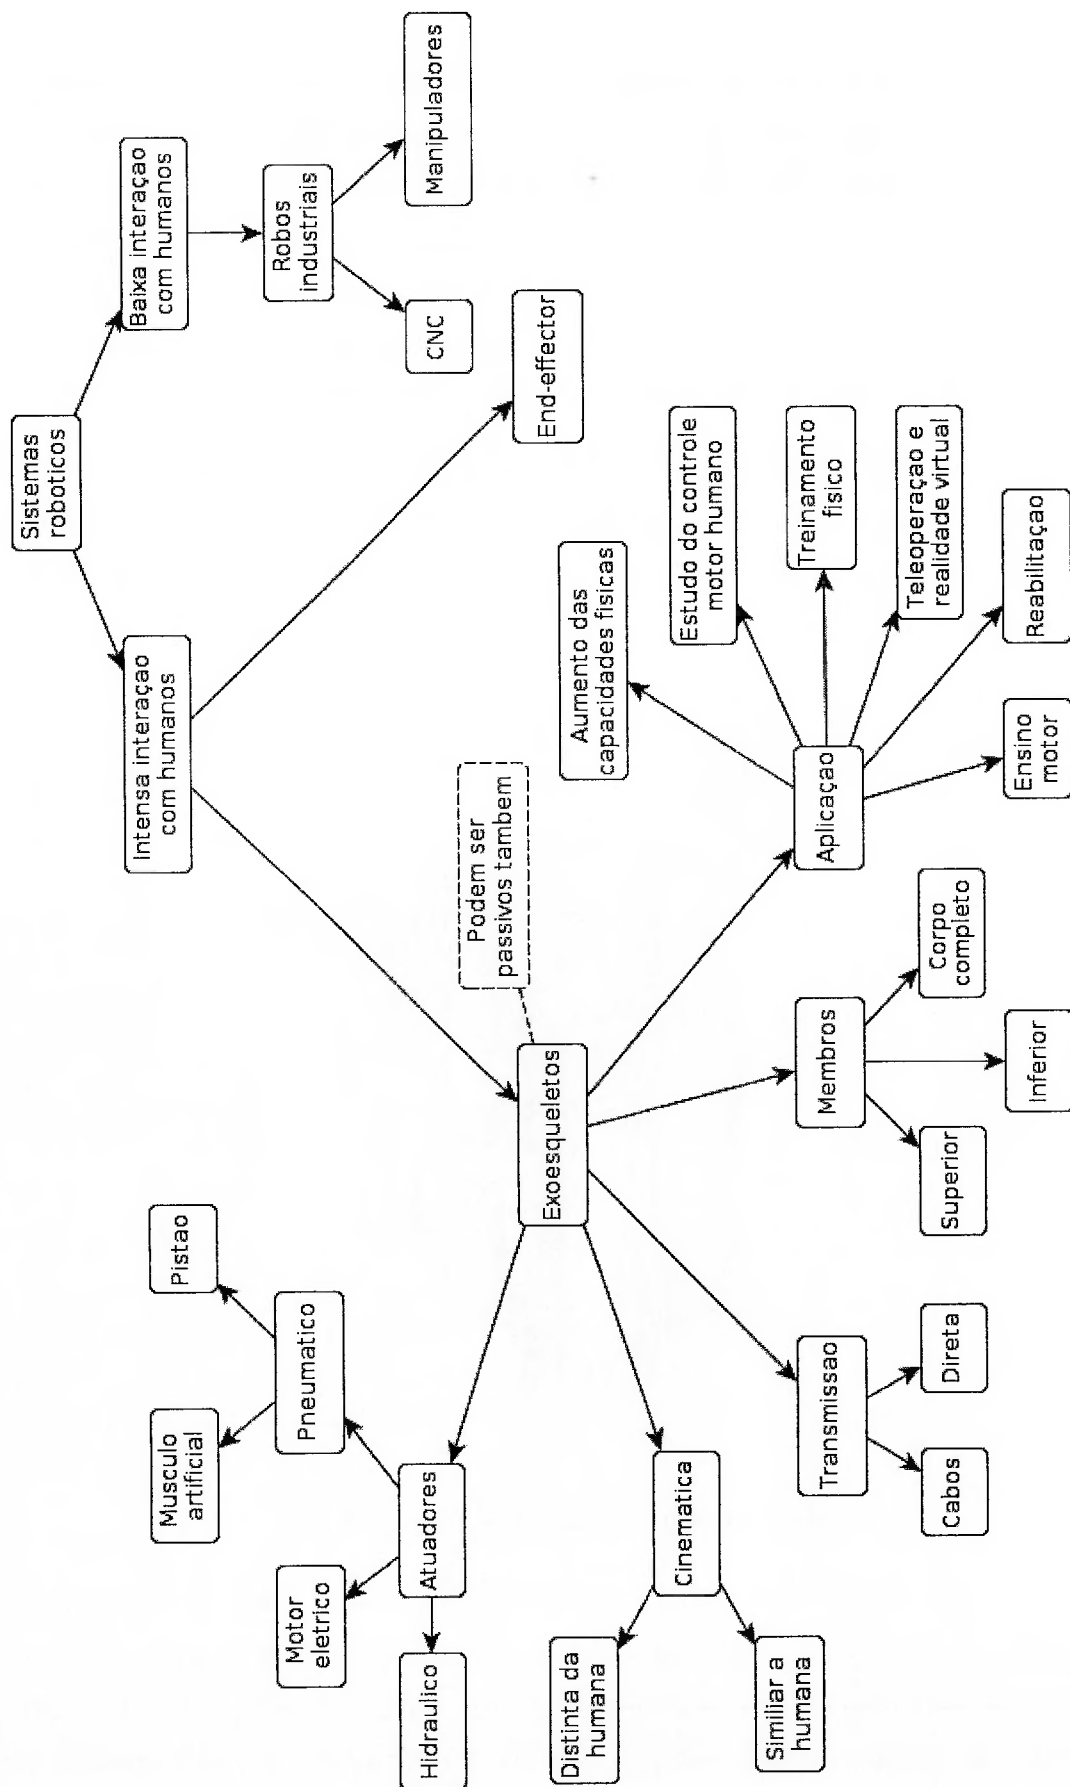 Sistemas
roboticos
Intensa interaçao
com humanos
Baixa interaçao
com humanos
Robos
industriais
CNC
Manipuladores
End-effector
Podem ser
passivos tambem
Exoesqueletos
Atuadores
Pneumatico
Musculo
artificial
Pistao
Motor
eletrico
Hidraulico
Cinematica
Distinta da
humana
Similiar a
humana
Transmissao
Cabos
Direta
Membros
Superior
Inferior
Corpo
completo
Aplicaçao
Aumento das
capacidades fisicas
Estudo do controle
motor humano
Treinamento
fisico
Teleoperaçao e
realidade virtual
Reabilitaçao
Ensino
motor